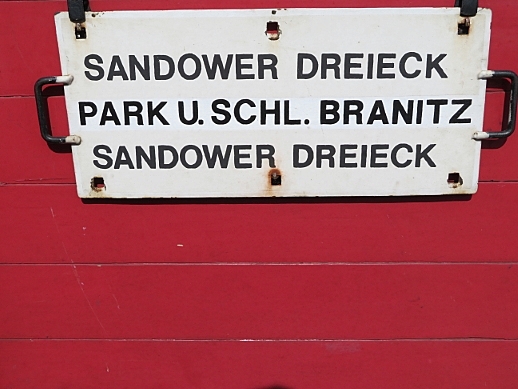 SANDOWER DREIECK
PARK U. SCHL. BRANITZ
SANDOWER DREIECK